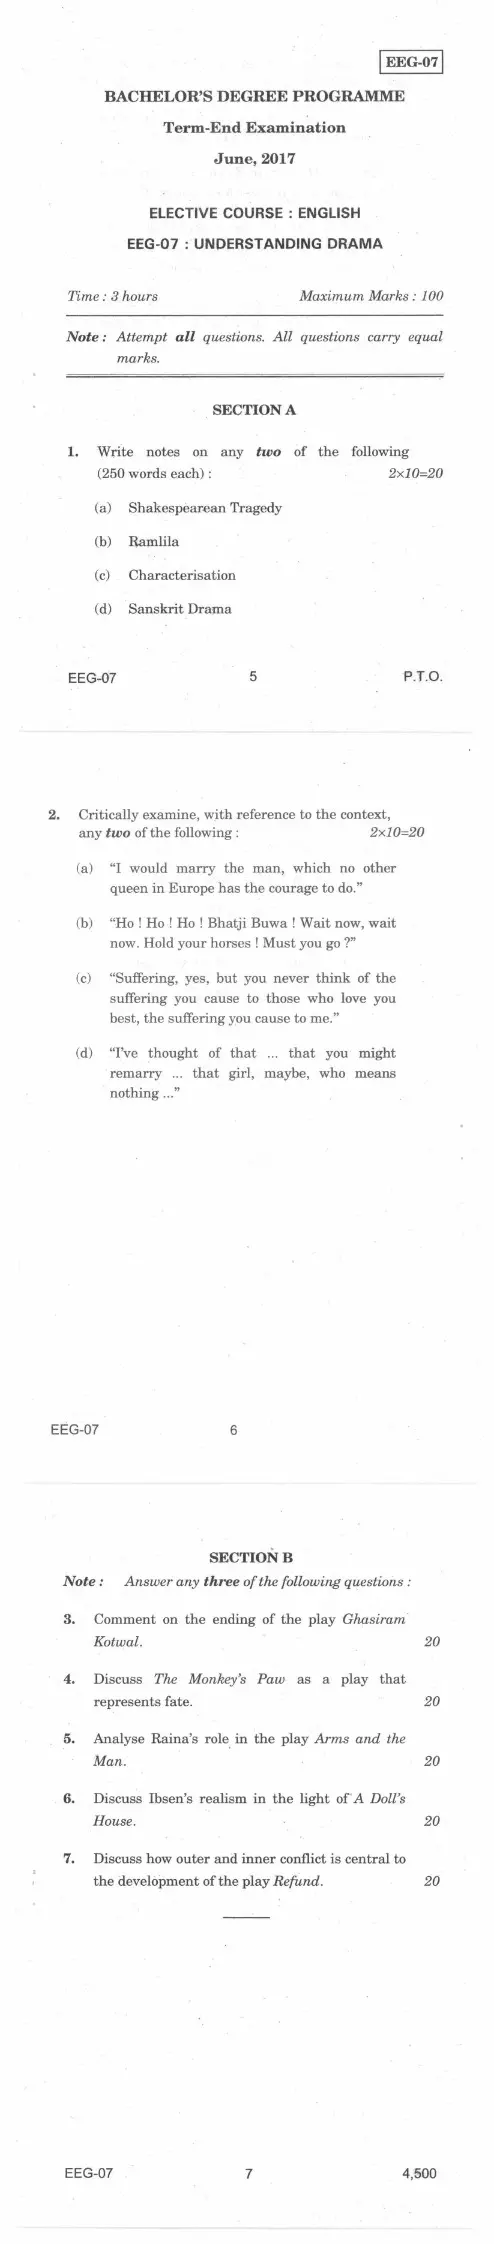 EEG-07
BACHELOR'S DEGREE PROGRAMME
Term-End Examination
June, 2017
ELECTIVE COURSE : ENGLISH
EEG-07 : UNDERSTANDING DRAMA
Time : 3 hours Maximum Marks : 100
Note : Attempt all questions. All questions carry equal
marks.
SECTION A
1. Write notes on any two of the following
(250 words each) : 2×10=20
(a) Shakespearean Tragedy
(b) Ramlila
(c) Characterisation
(d) Sanskrit Drama
EEG-07 5 P.T.O.
2. Critically examine, with reference to the context,
any two of the following : 2×10=20
(a) “I would marry the man, which no other
queen in Europe has the courage to do.”
(b) “Ho ! Ho ! Ho ! Bhatji Buwa ! Wait now, wait
now. Hold your horses ! Must you go ?”
(c) “Suffering, yes, but you never think of the
suffering you cause to those who love you
best, the suffering you cause to me.”
(d) “I've thought of that ... that you might
remarry ... that girl, maybe, who means
nothing ...”
EEG-07 6
SECTION B
Note : Answer any three of the following questions :
3. Comment on the ending of the play Ghasiram
Kotwal. 20
4. Discuss The Monkey's Paw as a play that
represents fate. 20
5. Analyse Raina's role in the play Arms and the
Man. 20
6. Discuss Ibsen's realism in the light of A Doll's
House. 20
7. Discuss how outer and inner conflict is central to
the development of the play Refund. 20
EEG-07 7 4,500